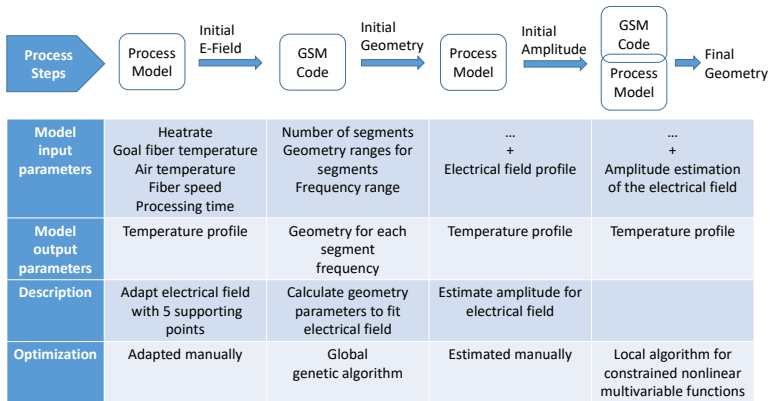 Process
Steps
Process
Model
Initial
E-Field
GSM
Code
Initial
Geometry
Process
Model
Initial
Amplitude
GSM
Code
Process
Model
Final
Geometry
Model
input
parameters
Heatrate
Goal fiber temperature
Air temperature
Fiber speed
Processing time
Number of segments
Geometry ranges for
segments
Frequency range
...
+
Electrical field profile
...
+
Amplitude estimation
of the electrical field
Model
output
parameters
Temperature profile
Geometry for each
segment
frequency
Temperature profile
Temperature profile
Description
Adapt electrical field
with 5 supporting
points
Calculate geometry
parameters to fit
electrical field
Estimate amplitude for
electrical field
Optimization
Adapted manually
Global
genetic algorithm
Estimated manually
Local algorithm for
constrained nonlinear
multivariable functions